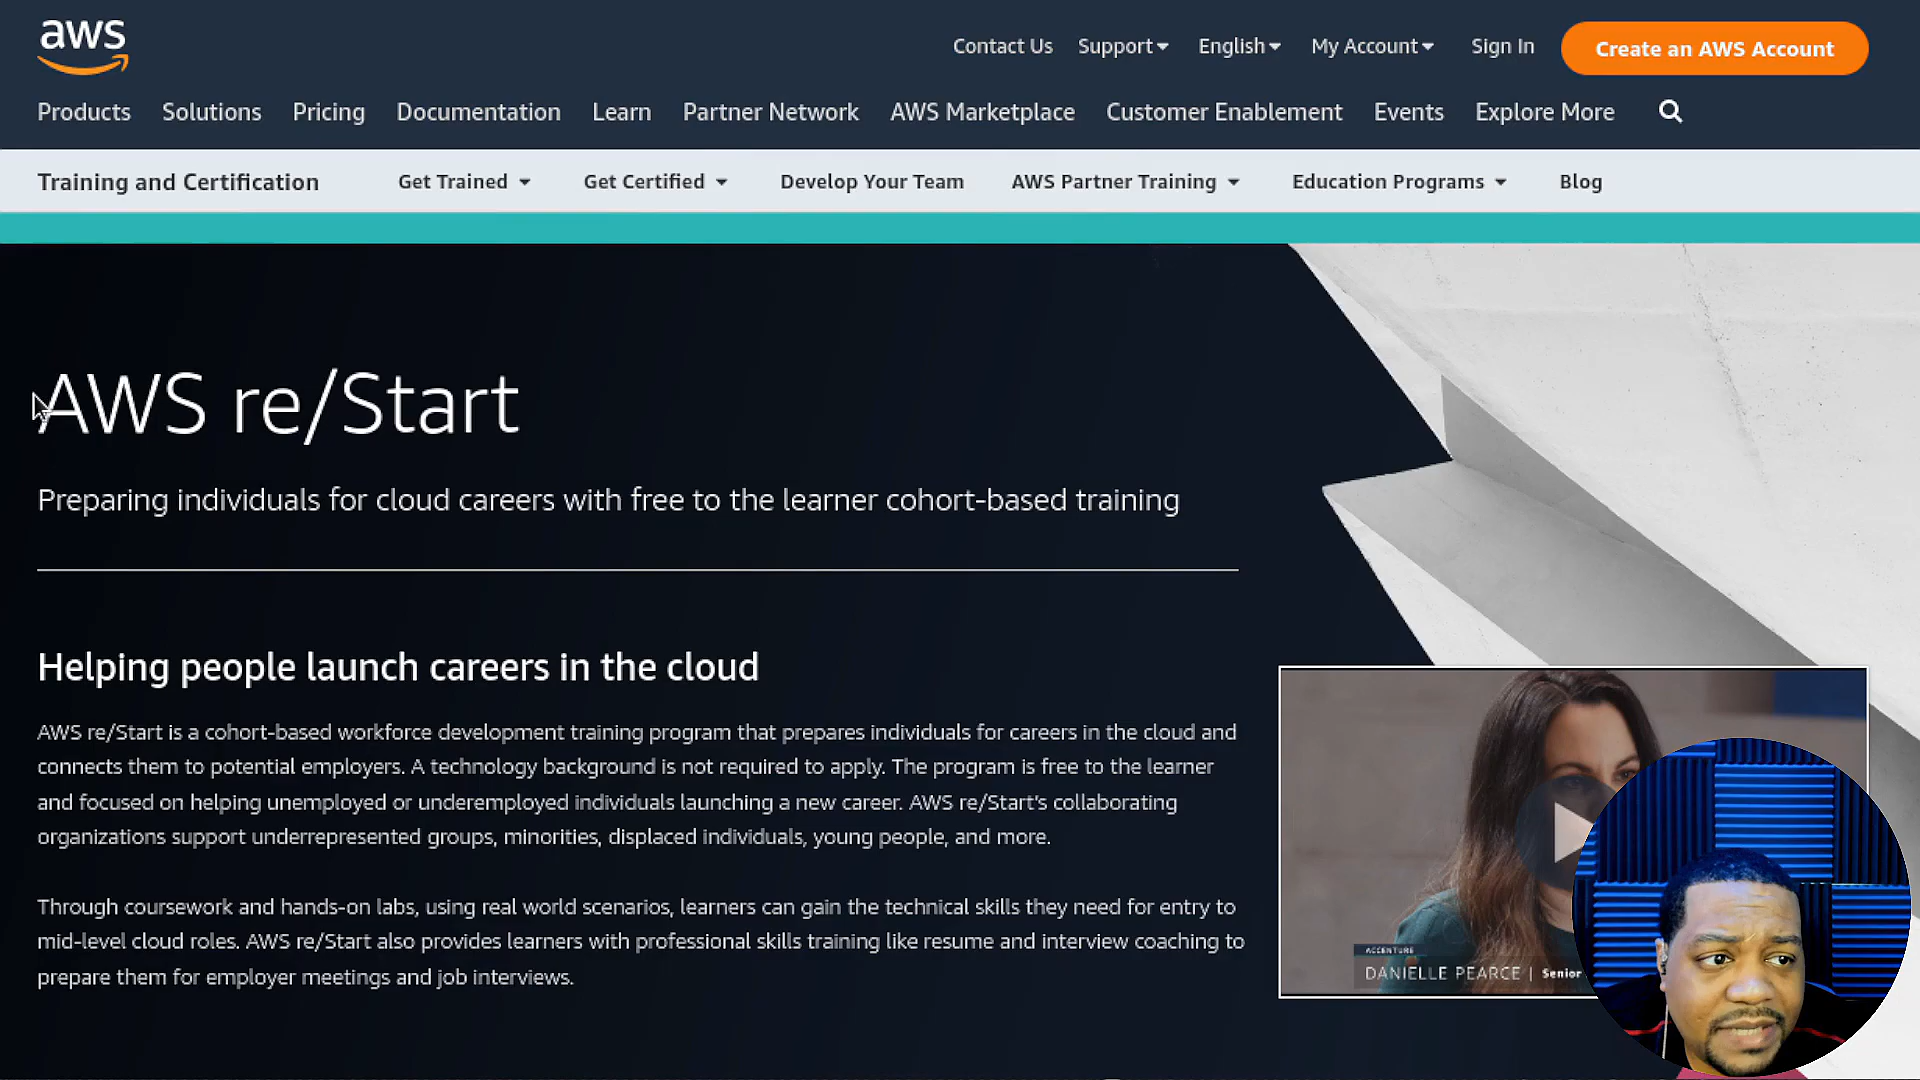 aws
Contact Us Support English My Account Sign In Create an AWS Account
Products Solutions Pricing Documentation Learn Partner Network AWS Marketplace Customer Enablement Events Explore More
Training and Certification Get Trained Get Certified Develop Your Team AWS Partner Training Education Programs Blog
AWS re/Start
Preparing individuals for cloud careers with free to the learner cohort-based training
Helping people launch careers in the cloud
AWS re/Start is a cohort-based workforce development training program that prepares individuals for careers in the cloud and
connects them to potential employers. A technology background is not required to apply. The program is free to the learner
and focused on helping unemployed or underemployed individuals launching a new career. AWS re/Start's collaborating
organizations support underrepresented groups, minorities, displaced individuals, young people, and more.
Through coursework and hands-on labs, using real world scenarios, learners can gain the technical skills they need for entry to
mid-level cloud roles. AWS re/Start also provides learners with professional skills training like resume and interview coaching to
prepare them for employer meetings and job interviews.
ACCENTURE
DANIELLE PEARCE | Senior